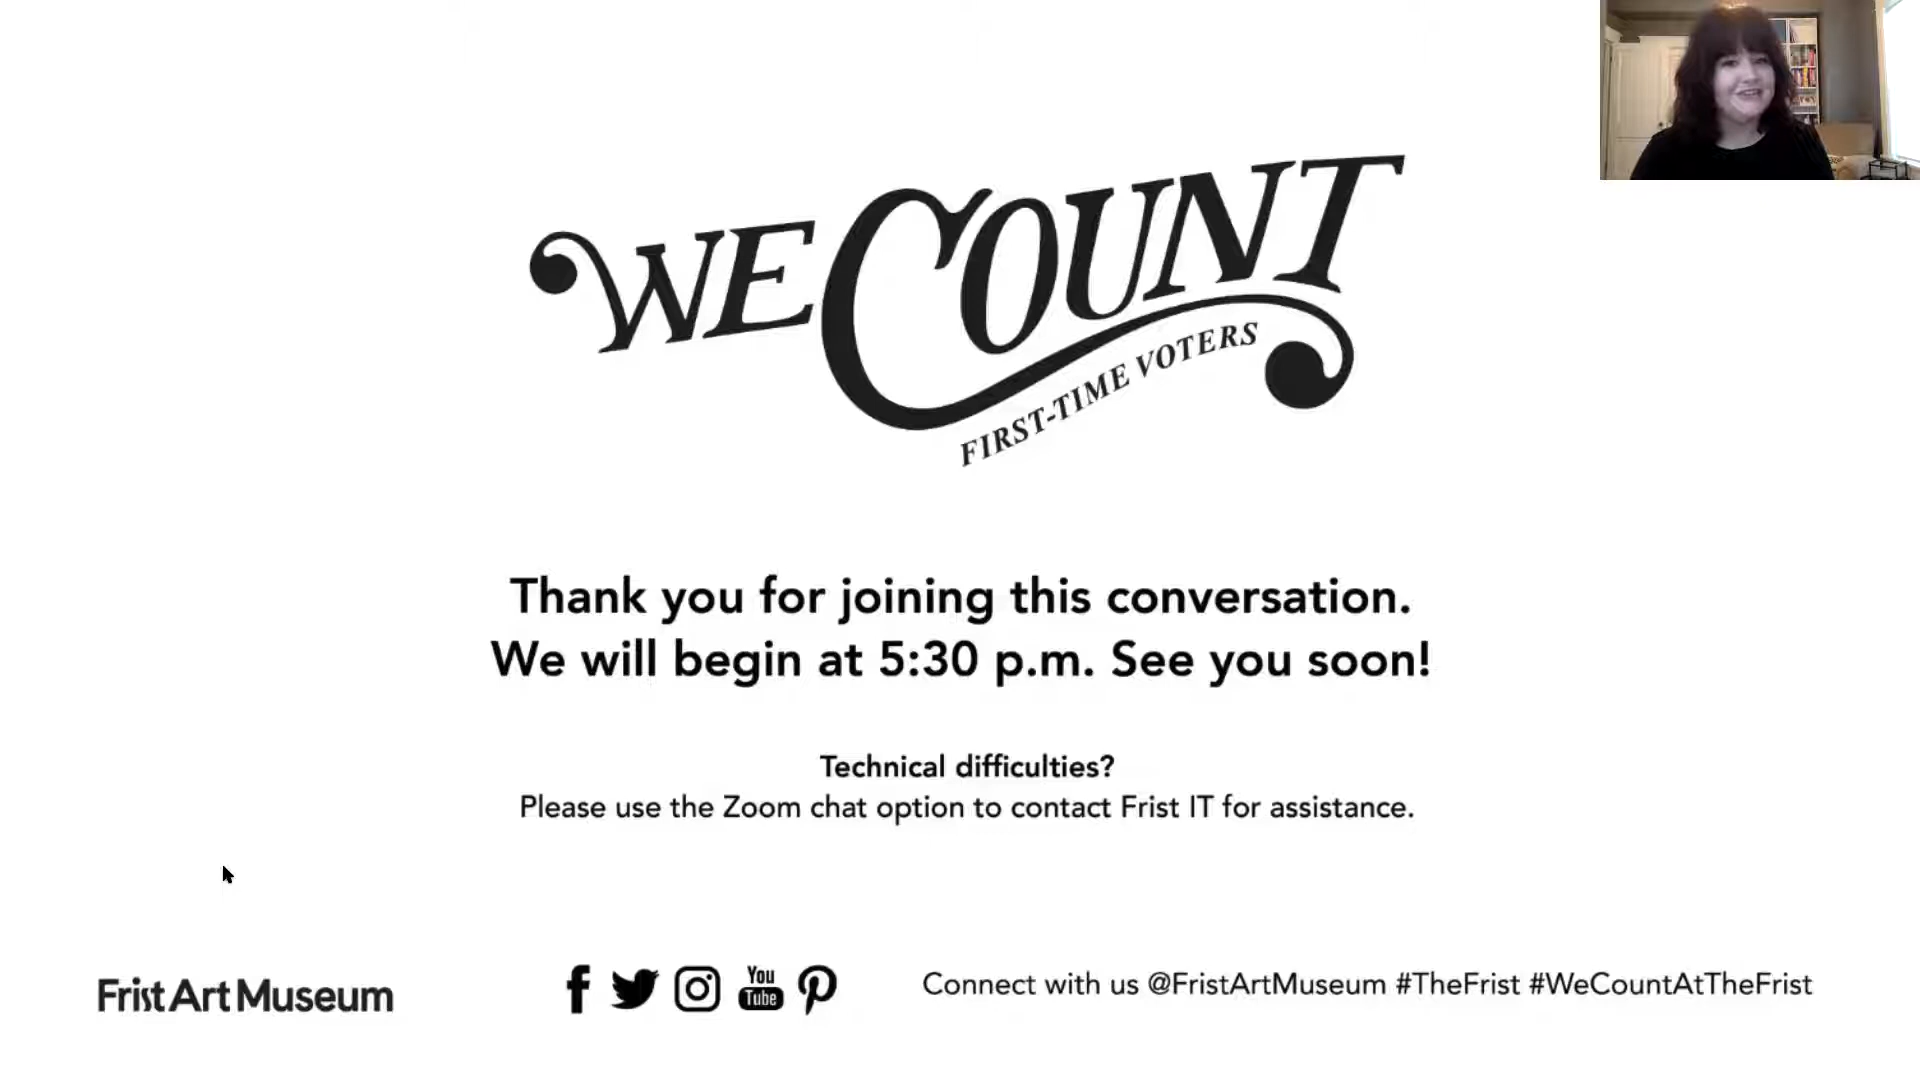 WE COUNT
FIRST-TIME VOTERS
Thank you for joining this conversation.
We will begin at 5:30 p.m. See you soon!
Technical difficulties?
Please use the Zoom chat option to contact Frist IT for assistance.
Frist Art Museum
You
Tube
Connect with us @FristArtMuseum #TheFrist #WeCountAtTheFrist